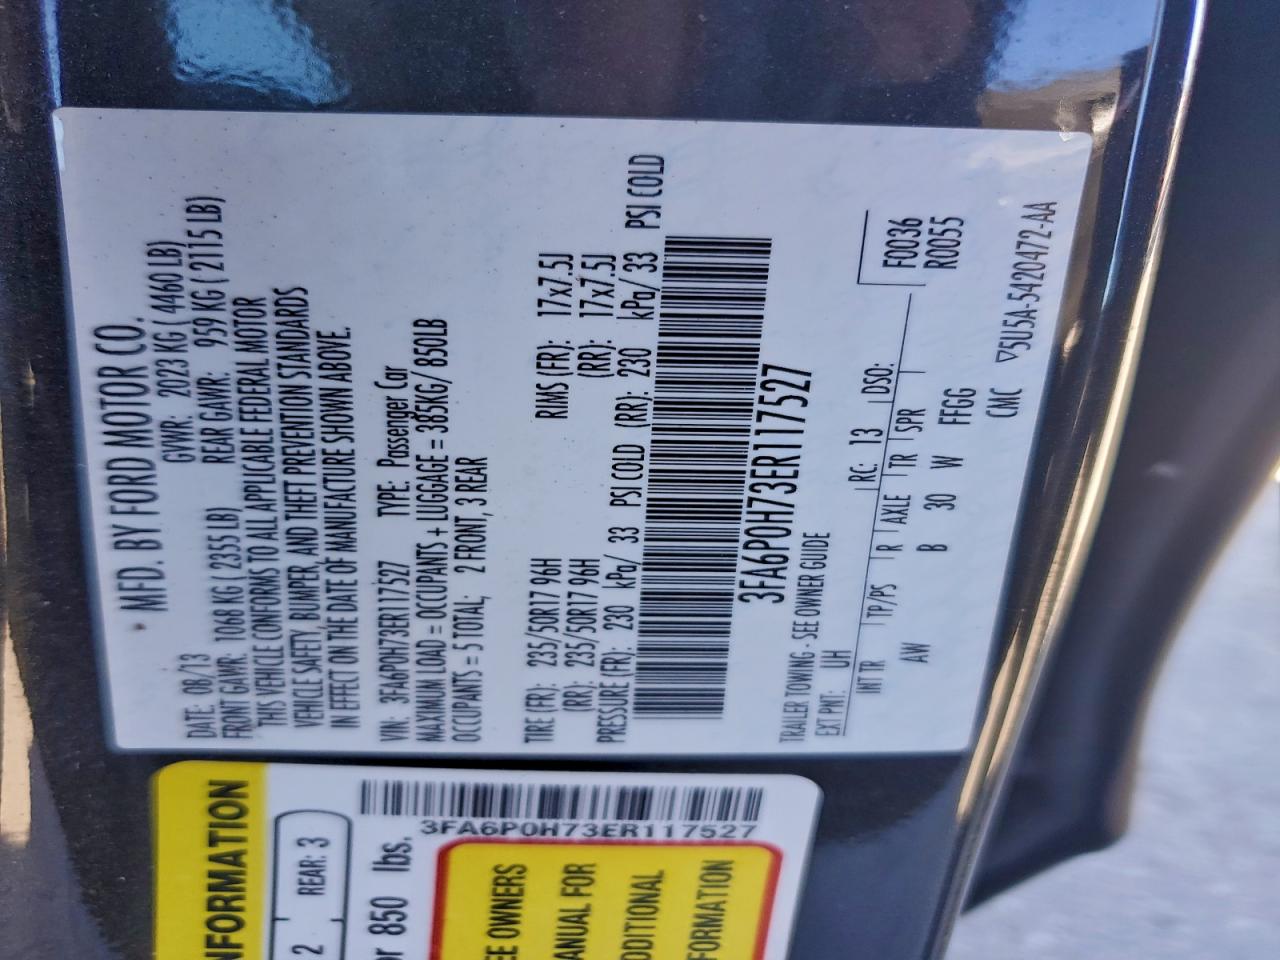 MFD. BY FORD MOTOR CO.
DATE: 08/13 GVWR: 2023 KG ( 4460 LB)
FRONT GAWR: 1068 KG ( 2355 LB) REAR GAWR: 959 KG ( 2115 LB)
THIS VEHICLE CONFORMS TO ALL APPLICABLE FEDERAL MOTOR
VEHICLE SAFETY, BUMPER, AND THEFT PREVENTION STANDARDS
IN EFFECT ON THE DATE OF MANUFACTURE SHOWN ABOVE.
VIN: 3FA6P0H73ER117527 TYPE: Passenger Car
MAXIMUM LOAD = OCCUPANTS + LUGGAGE = 385KG/ 850LB
OCCUPANTS = 5 TOTAL; 2 FRONT, 3 REAR
TIRE (FR): 235/50R17 96H RIMS (FR): 17x7.5J
(RR): 235/50R17 96H (RR): 17x7.5J
PRESSURE (FR): 230 kPa/ 33 PSI COLD (RR): 230 kPa/ 33 PSI COLD
3FA6P0H73ER117527
TRAILER TOWING - SEE OWNER GUIDE
EXT PNT: UH RC: 13 DSO: F0036
R0055
INT TR TP/PS R AXLE TR SPR
AW B 30 W FFGG
CMC ▽5U5A-5420472-AA
NFORMATION
2 REAR: 3
or 850 lbs.
3FA6P0H73ER117527
EE OWNERS
ANUAL FOR
DDITIONAL
FORMATION